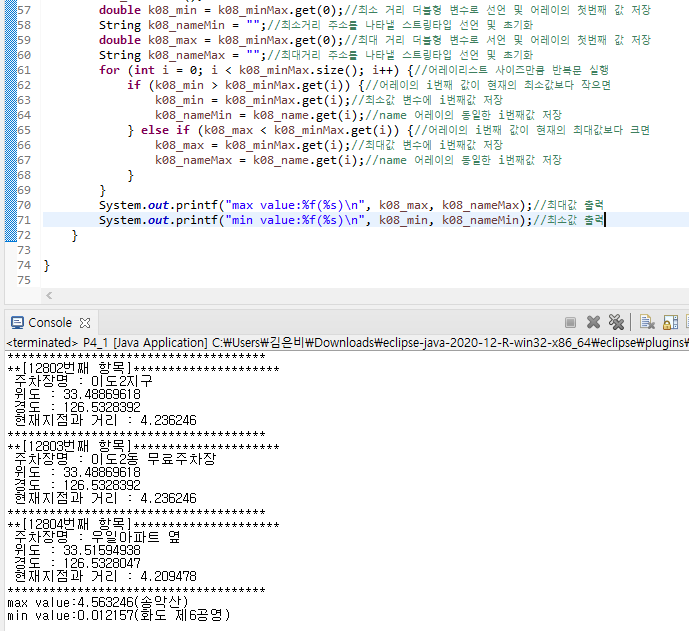 57 double k08_min = k08_minMax.get(0);//최소 거리 더블형 변수로 선언 및 어레이의 첫번째 값 저장
58 String k08_nameMin = "";//최소거리 주소를 나타낼 스트링타입 선언 및 초기화
59 double k08_max = k08_minMax.get(0);//최대 거리 더블형 변수로 서언 및 어레이의 첫번째 값 저장
60 String k08_nameMax = "";//최대거리 주소를 나타낼 스트링타입 선언 및 초기화
61 for (int i = 0; i < k08_minMax.size(); i++) {//어레이리스트 사이즈만큼 반복문 실행
62 if (k08_min > k08_minMax.get(i)) {//어레이의 i번째 값이 현재의 최소값보다 작으면
63 k08_min = k08_minMax.get(i);//최소값 변수에 i번째값 저장
64 k08_nameMin = k08_name.get(i);//name 어레이의 동일한 i번째값 저장
65 } else if (k08_max < k08_minMax.get(i)) {//어레이의 i번째 값이 현재의 최대값보다 크면
66 k08_max = k08_minMax.get(i);//최대값 변수에 i번째값 저장
67 k08_nameMax = k08_name.get(i);//name 어레이의 동일한 i번째값 저장
68 }
69 }
70 System.out.printf("max value:%f(%s)\n", k08_max, k08_nameMax);//최대값 출력
71 System.out.printf("min value:%f(%s)\n", k08_min, k08_nameMin);//최소값 출력
72 }
73
74 }
75
Console
<terminated> P4_1 [Java Application] C:₩Users₩김은비₩Downloads₩eclipse-java-2020-12-R-win32-x86_64₩eclipse₩plugins₩
***********************************
**[12802번째 항목]********************
주차장명 : 이도2지구
위도 : 33.48869618
경도 : 126.5328392
현재지점과 거리 : 4.236246
***********************************
**[12803번째 항목]********************
주차장명 : 이도2동 무료주차장
위도 : 33.48869618
경도 : 126.5328392
현재지점과 거리 : 4.236246
***********************************
**[12804번째 항목]********************
주차장명 : 우일아파트 옆
위도 : 33.51594938
경도 : 126.5328047
현재지점과 거리 : 4.209478
***********************************
max value:4.563246(송악산)
min value:0.012157(화도 제6공영)